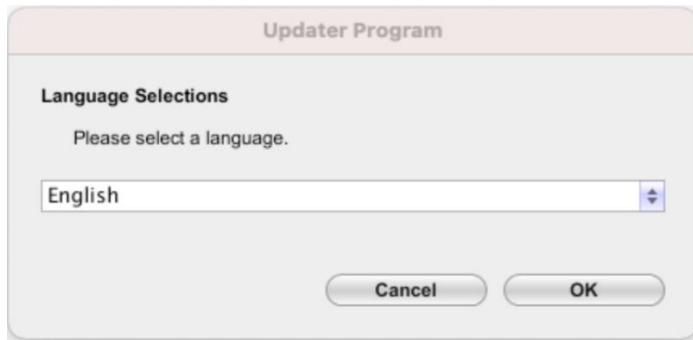 Updater Program
Language Selections
Please select a language.
English
Cancel OK